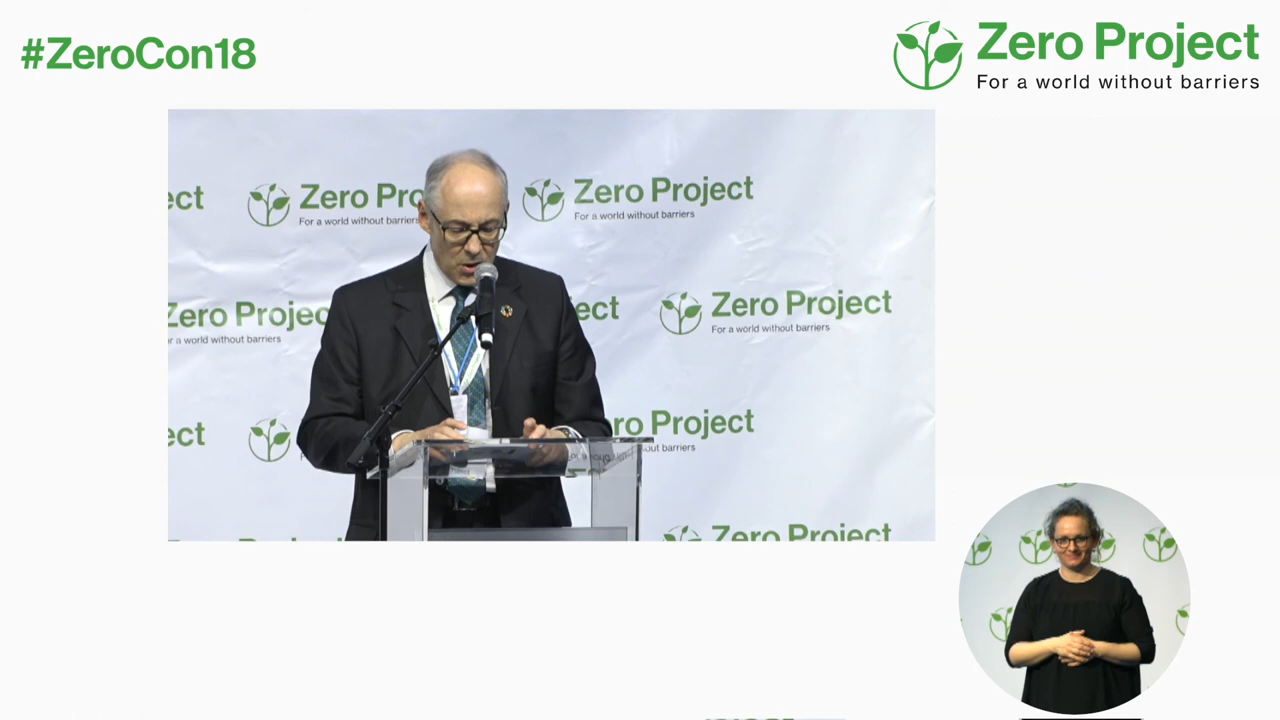 #ZeroCon18
Zero Project
For a world without barriers
ect
Zero Pro
For a world without barriers
Zero Project
For a world without barriers
Zero Projec
or a world without barriers
ect
Zero Project
For a world without barriers
ect
ro Project
out barriers
Zero Project